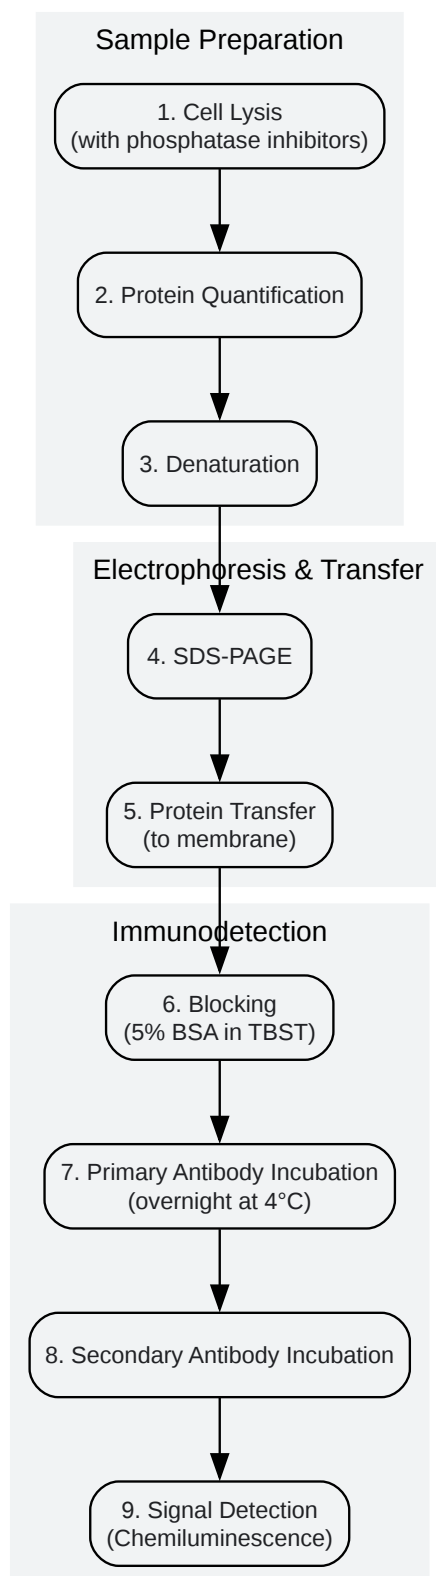 Sample Preparation
1. Cell Lysis
(with phosphatase inhibitors)
2. Protein Quantification
3. Denaturation
Electrophoresis & Transfer
4. SDS-PAGE
5. Protein Transfer
(to membrane)
Immunodetection
6. Blocking
(5% BSA in TBST)
7. Primary Antibody Incubation
(overnight at 4°C)
8. Secondary Antibody Incubation
9. Signal Detection
(Chemiluminescence)